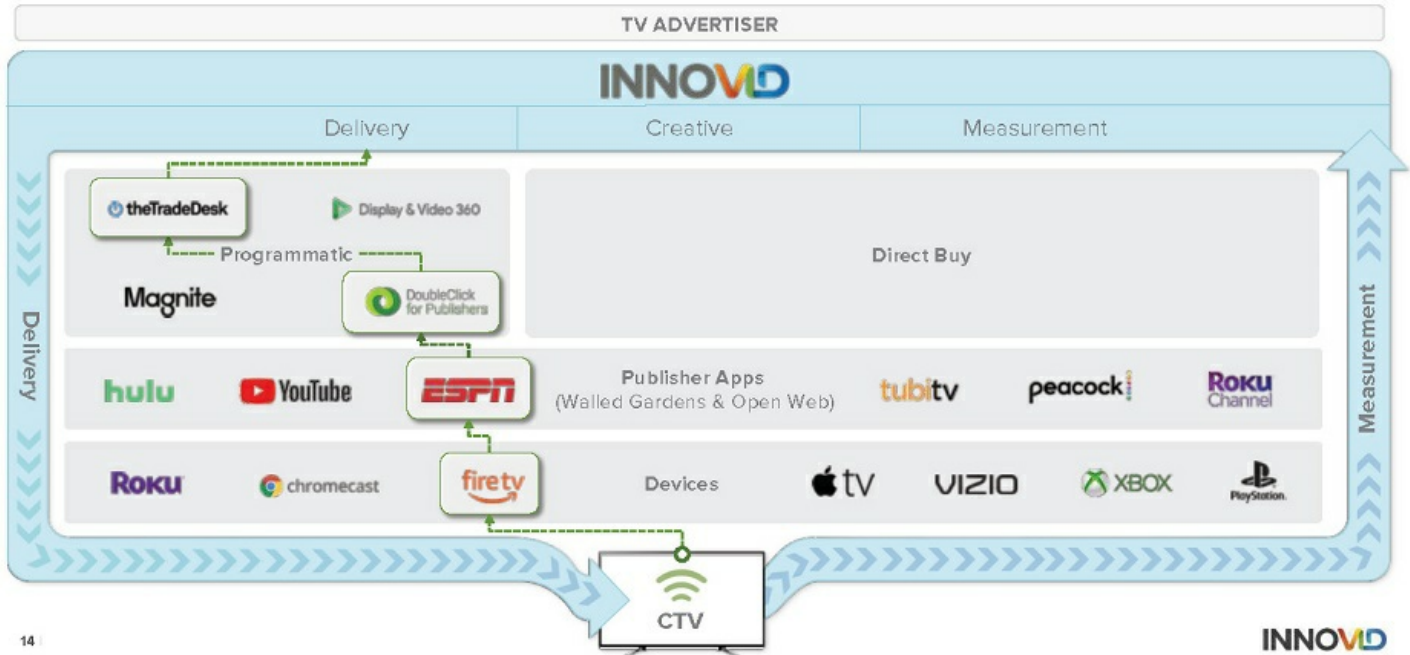 TV ADVERTISER
INNOVID
Delivery
Creative
Measurement
theTradeDesk
Display & Video 360
Programmatic
Direct Buy
Magnite
DoubleClick
for Publishers
Delivery
Measurement
hulu
YouTube
ESPN
Publisher Apps
(Walled Gardens & Open Web)
tubitv
peacock
ROKU
Channel
ROKU
chromecast
firetv
Devices
tv
VIZIO
XBOX
PlayStation.
CTV
14
INNOVID